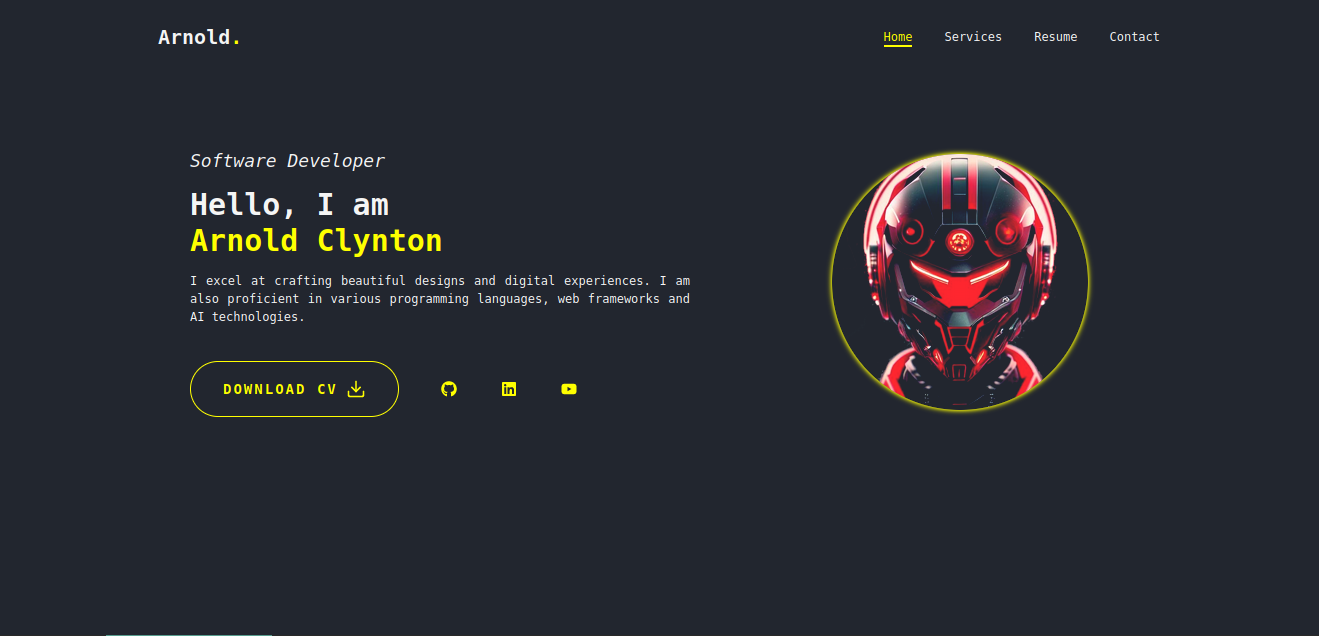 Arnold.
Home Services Resume Contact
Software Developer
Hello, I am
Arnold Clynton
I excel at crafting beautiful designs and digital experiences. I am
also proficient in various programming languages, web frameworks and
AI technologies.
DOWNLOAD CV
in